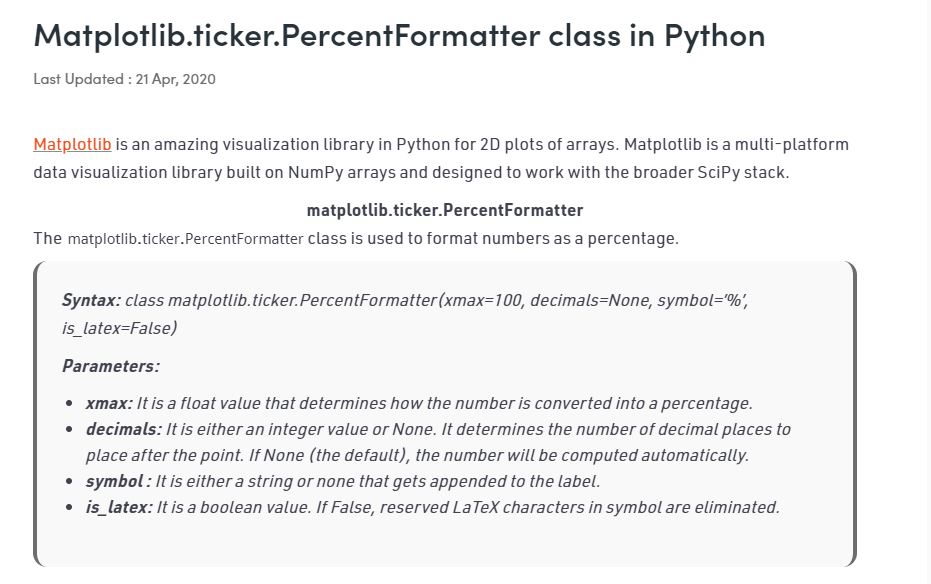 Matplotlib.ticker.PercentFormatter class in Python
Last Updated : 21 Apr, 2020
Matplotlib is an amazing visualization library in Python for 2D plots of arrays. Matplotlib is a multi-platform
data visualization library built on NumPy arrays and designed to work with the broader SciPy stack.
matplotlib.ticker.PercentFormatter
The matplotlib.ticker.PercentFormatter class is used to format numbers as a percentage.
Syntax: class matplotlib.ticker.PercentFormatter(xmax=100, decimals=None, symbol=’%’,
is_latex=False)
Parameters:
• xmax: It is a float value that determines how the number is converted into a percentage.
• decimals: It is either an integer value or None. It determines the number of decimal places to
place after the point. If None (the default), the number will be computed automatically.
• symbol : It is either a string or none that gets appended to the label.
• is_latex: It is a boolean value. If False, reserved LaTeX characters in symbol are eliminated.